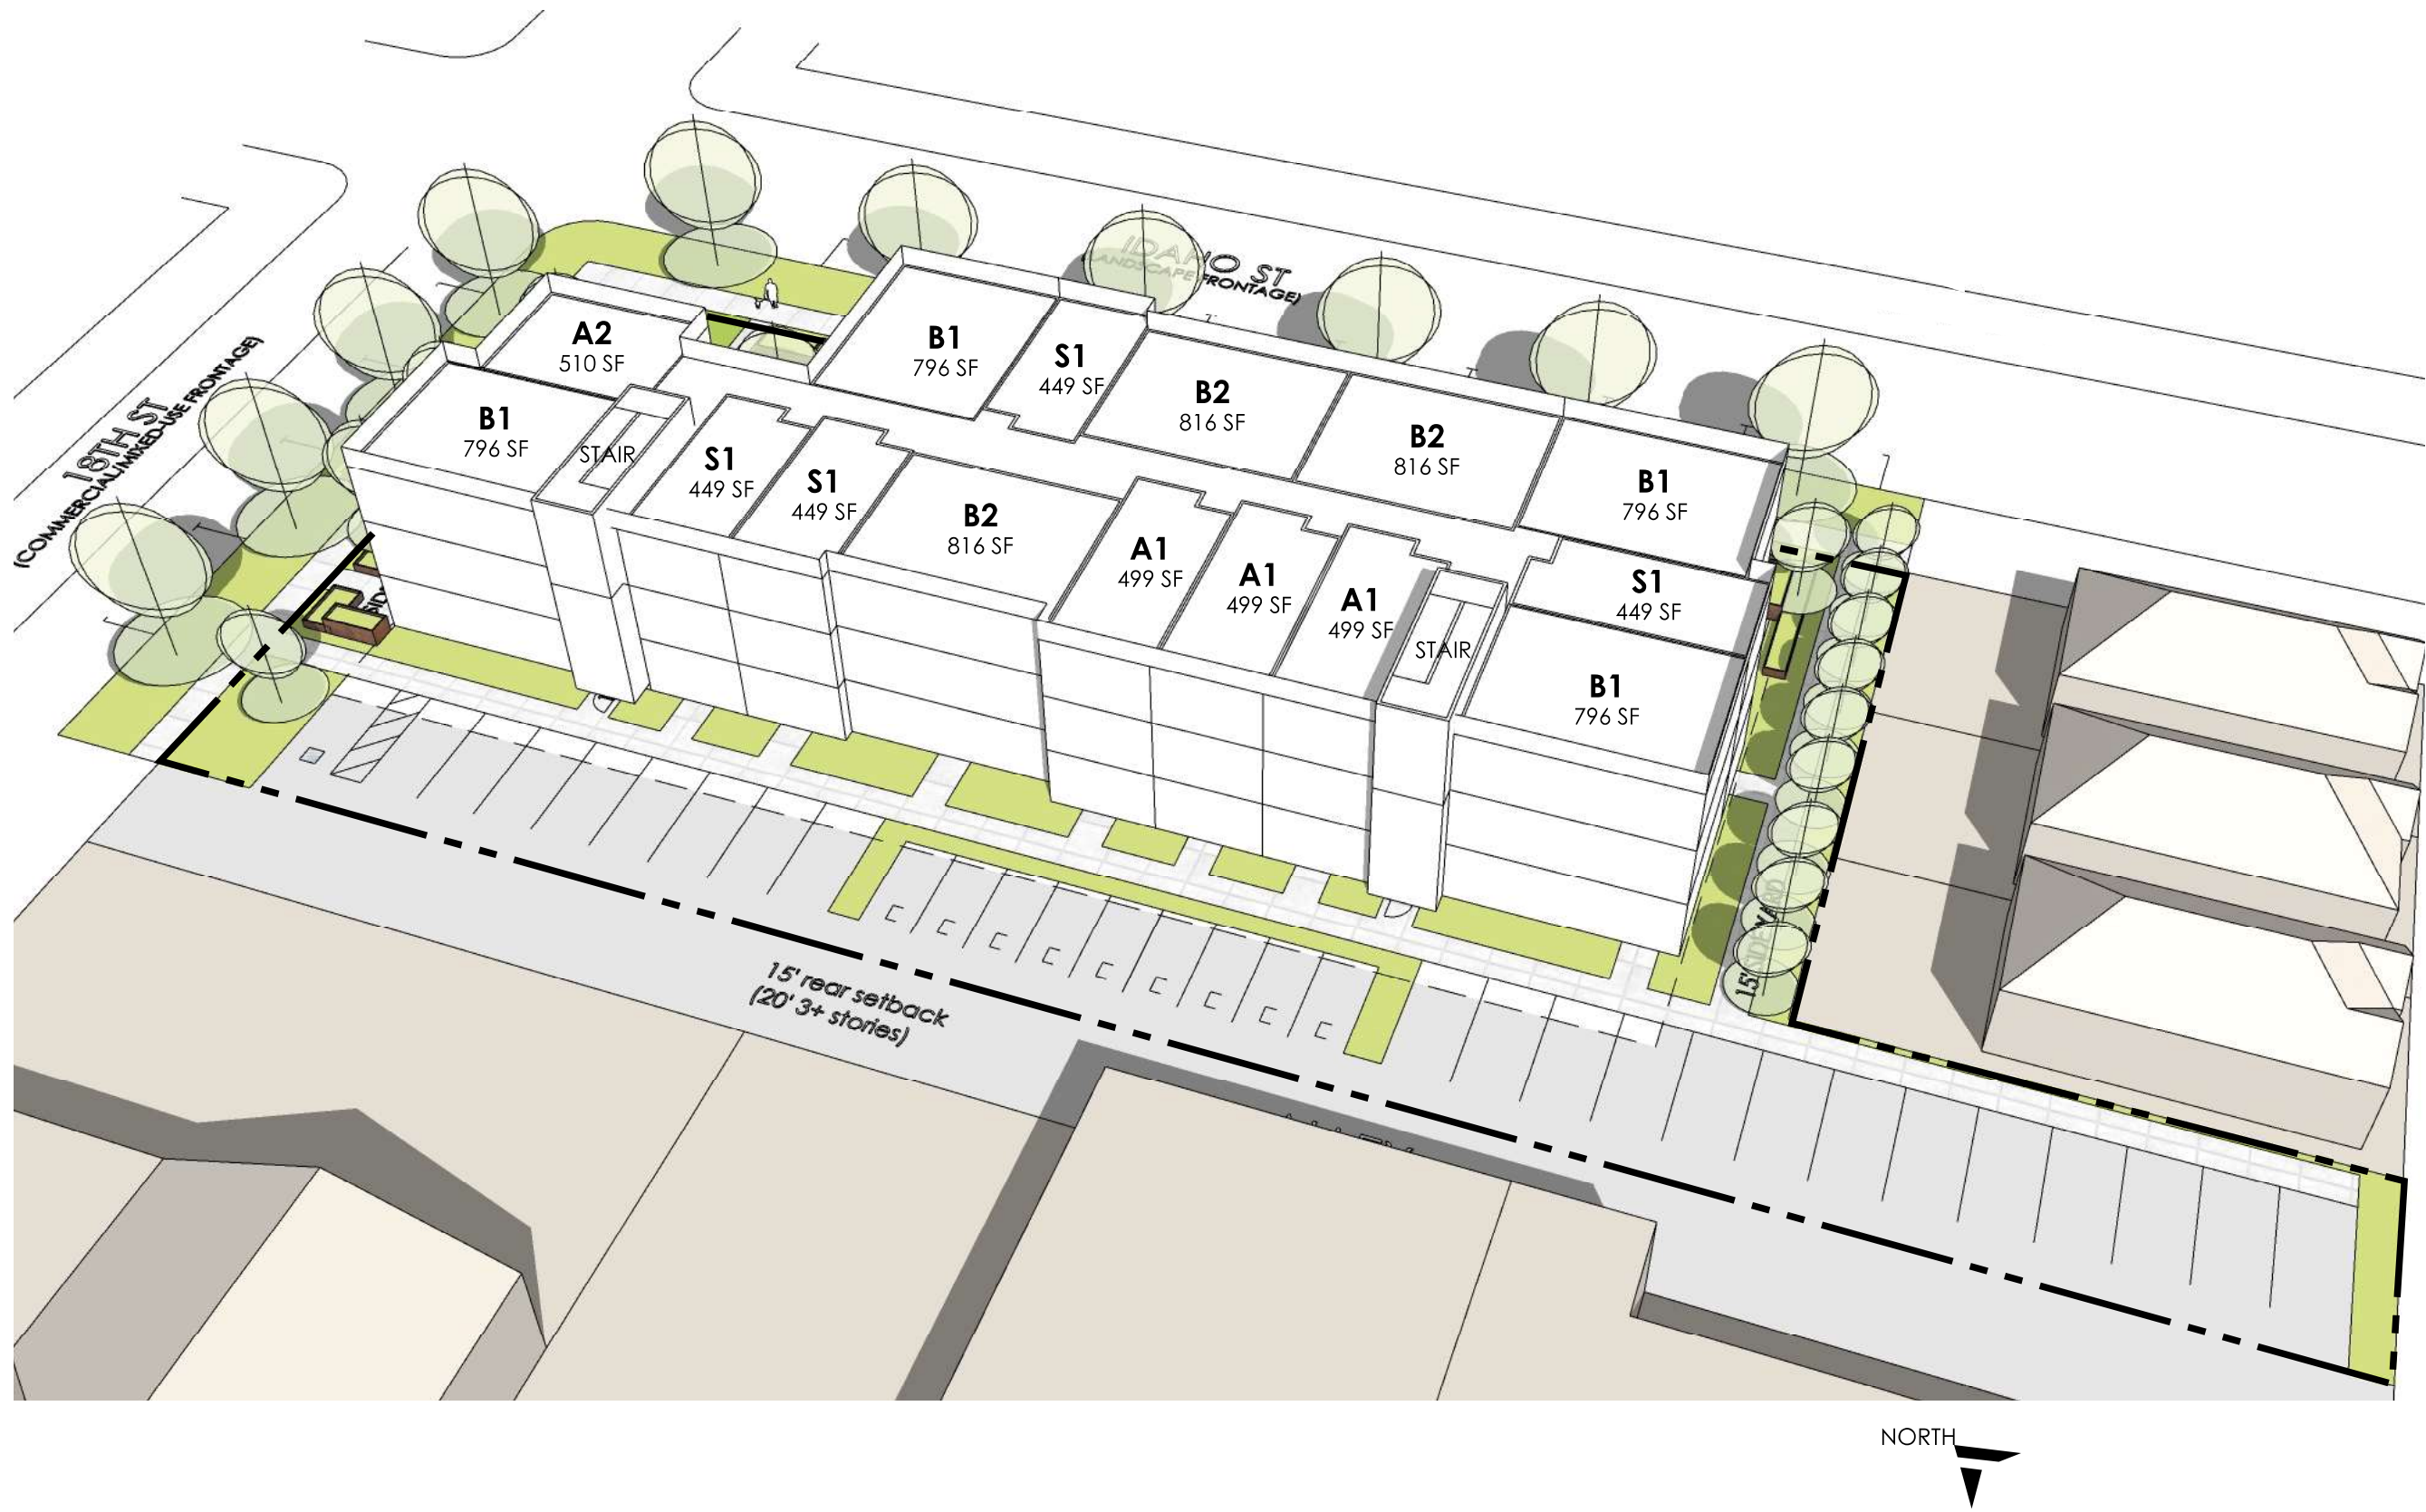 IDAHO ST
LANDSCAPE FRONTAGE)
18TH ST
(COMMERCIAL/MIXED-USE FRONTAGE)
A2
510 SF
B1
796 SF
S1
449 SF
B2
816 SF
B2
816 SF
B1
796 SF
B1
796 SF
STAIR
S1
449 SF
S1
449 SF
B2
816 SF
A1
499 SF
A1
499 SF
A1
499 SF
STAIR
S1
449 SF
B1
796 SF
15' SIDEYARD
15' rear setback
(20' 3+ stories)
NORTH